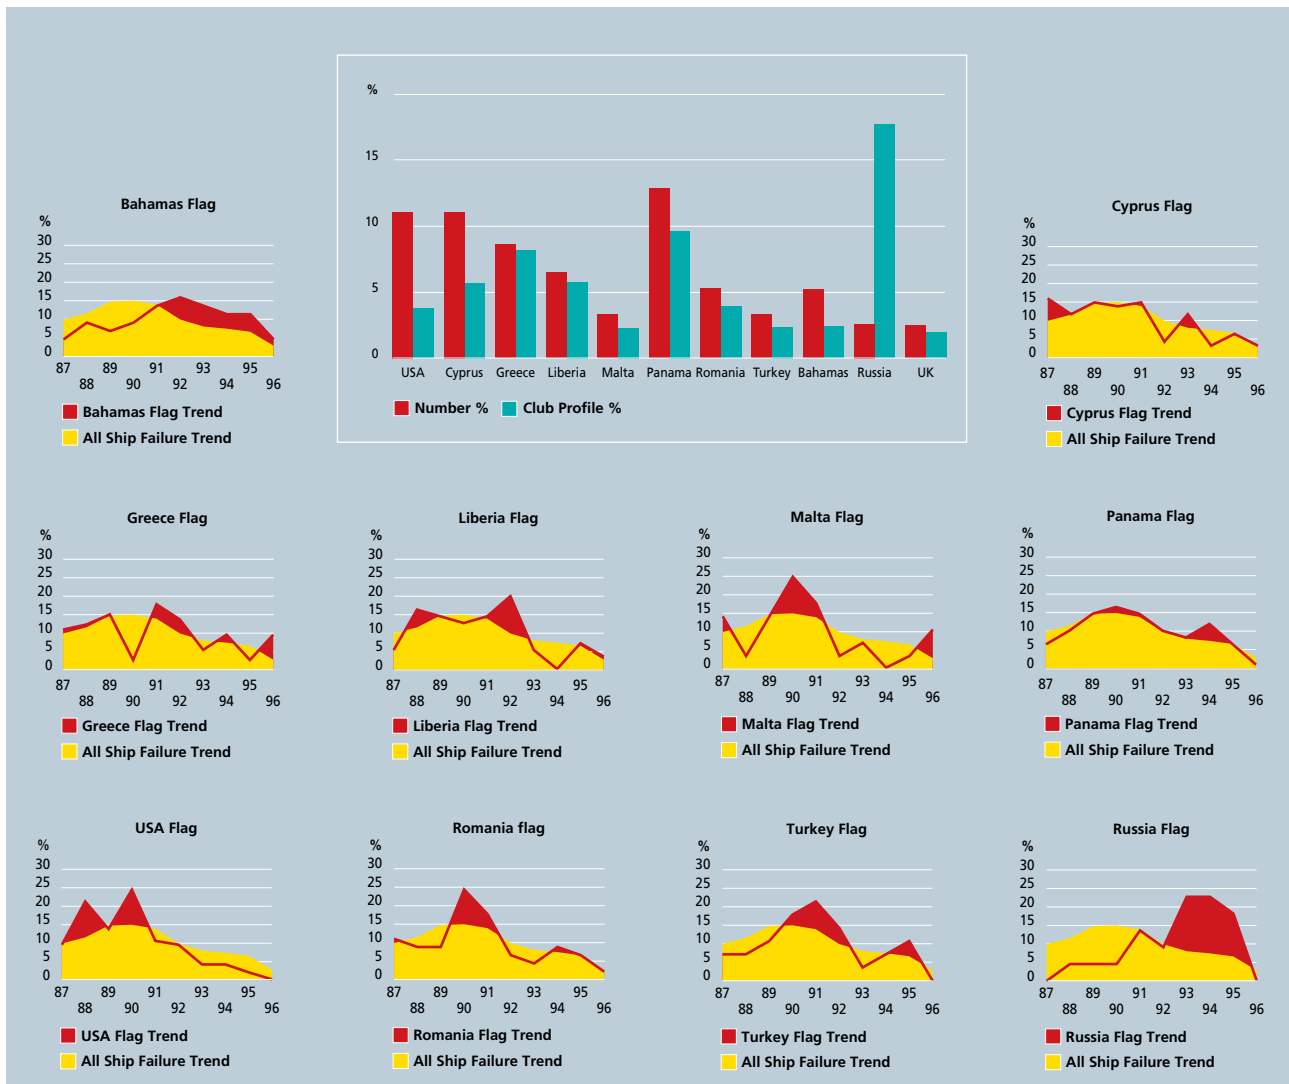 %
15
10
5
0
USA Cyprus Greece Liberia Malta Panama Romania Turkey Bahamas Russia UK
Number % Club Profile %
Bahamas Flag
%
30
25
20
15
10
5
0
87 89 91 93 95
88 90 92 94 96
Bahamas Flag Trend
All Ship Failure Trend
Cyprus Flag
%
30
25
20
15
10
5
0
87 89 91 93 95
88 90 92 94 96
Cyprus Flag Trend
All Ship Failure Trend
Greece Flag
%
30
25
20
15
10
5
0
87 89 91 93 95
88 90 92 94 96
Greece Flag Trend
All Ship Failure Trend
Liberia Flag
%
30
25
20
15
10
5
0
87 89 91 93 95
88 90 92 94 96
Liberia Flag Trend
All Ship Failure Trend
Malta Flag
%
30
25
20
15
10
5
0
87 89 91 93 95
88 90 92 94 96
Malta Flag Trend
All Ship Failure Trend
Panama Flag
%
30
25
20
15
10
5
0
87 89 91 93 95
88 90 92 94 96
Panama Flag Trend
All Ship Failure Trend
USA Flag
%
30
25
20
15
10
5
0
87 89 91 93 95
88 90 92 94 96
USA Flag Trend
All Ship Failure Trend
Romania flag
%
30
25
20
15
10
5
0
87 89 91 93 95
88 90 92 94 96
Romania Flag Trend
All Ship Failure Trend
Turkey Flag
%
30
25
20
15
10
5
0
87 89 91 93 95
88 90 92 94 96
Turkey Flag Trend
All Ship Failure Trend
Russia Flag
%
30
25
20
15
10
5
0
87 89 91 93 95
88 90 92 94 96
Russia Flag Trend
All Ship Failure Trend